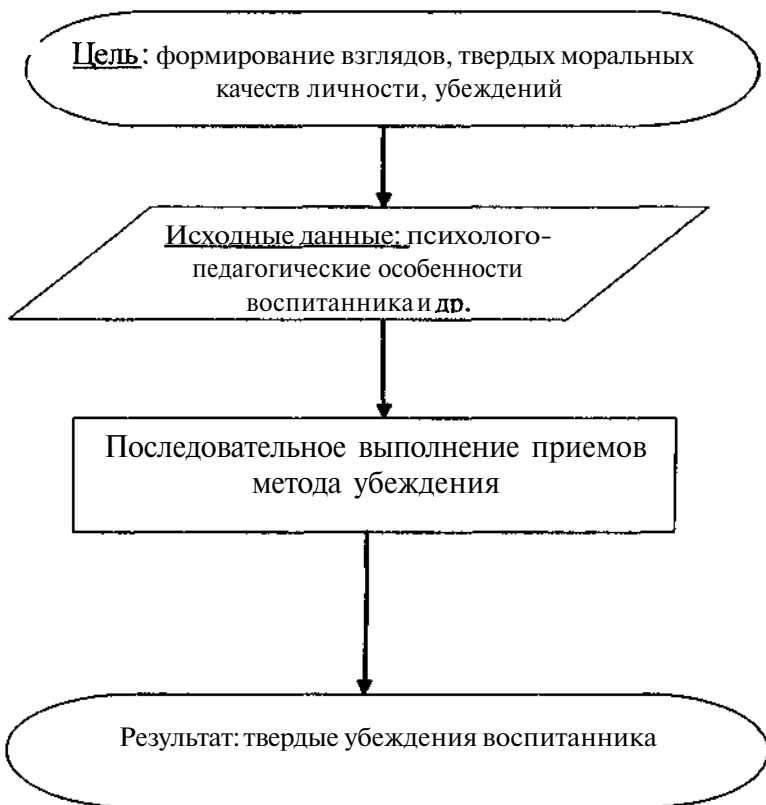 Цель: формирование взглядов, твердых моральных
качеств личности, убеждений
Исходные данные: психолого-
педагогические особенности
воспитанника и др.
Последовательное выполнение приемов
метода убеждения
Результат: твердые убеждения воспитанника